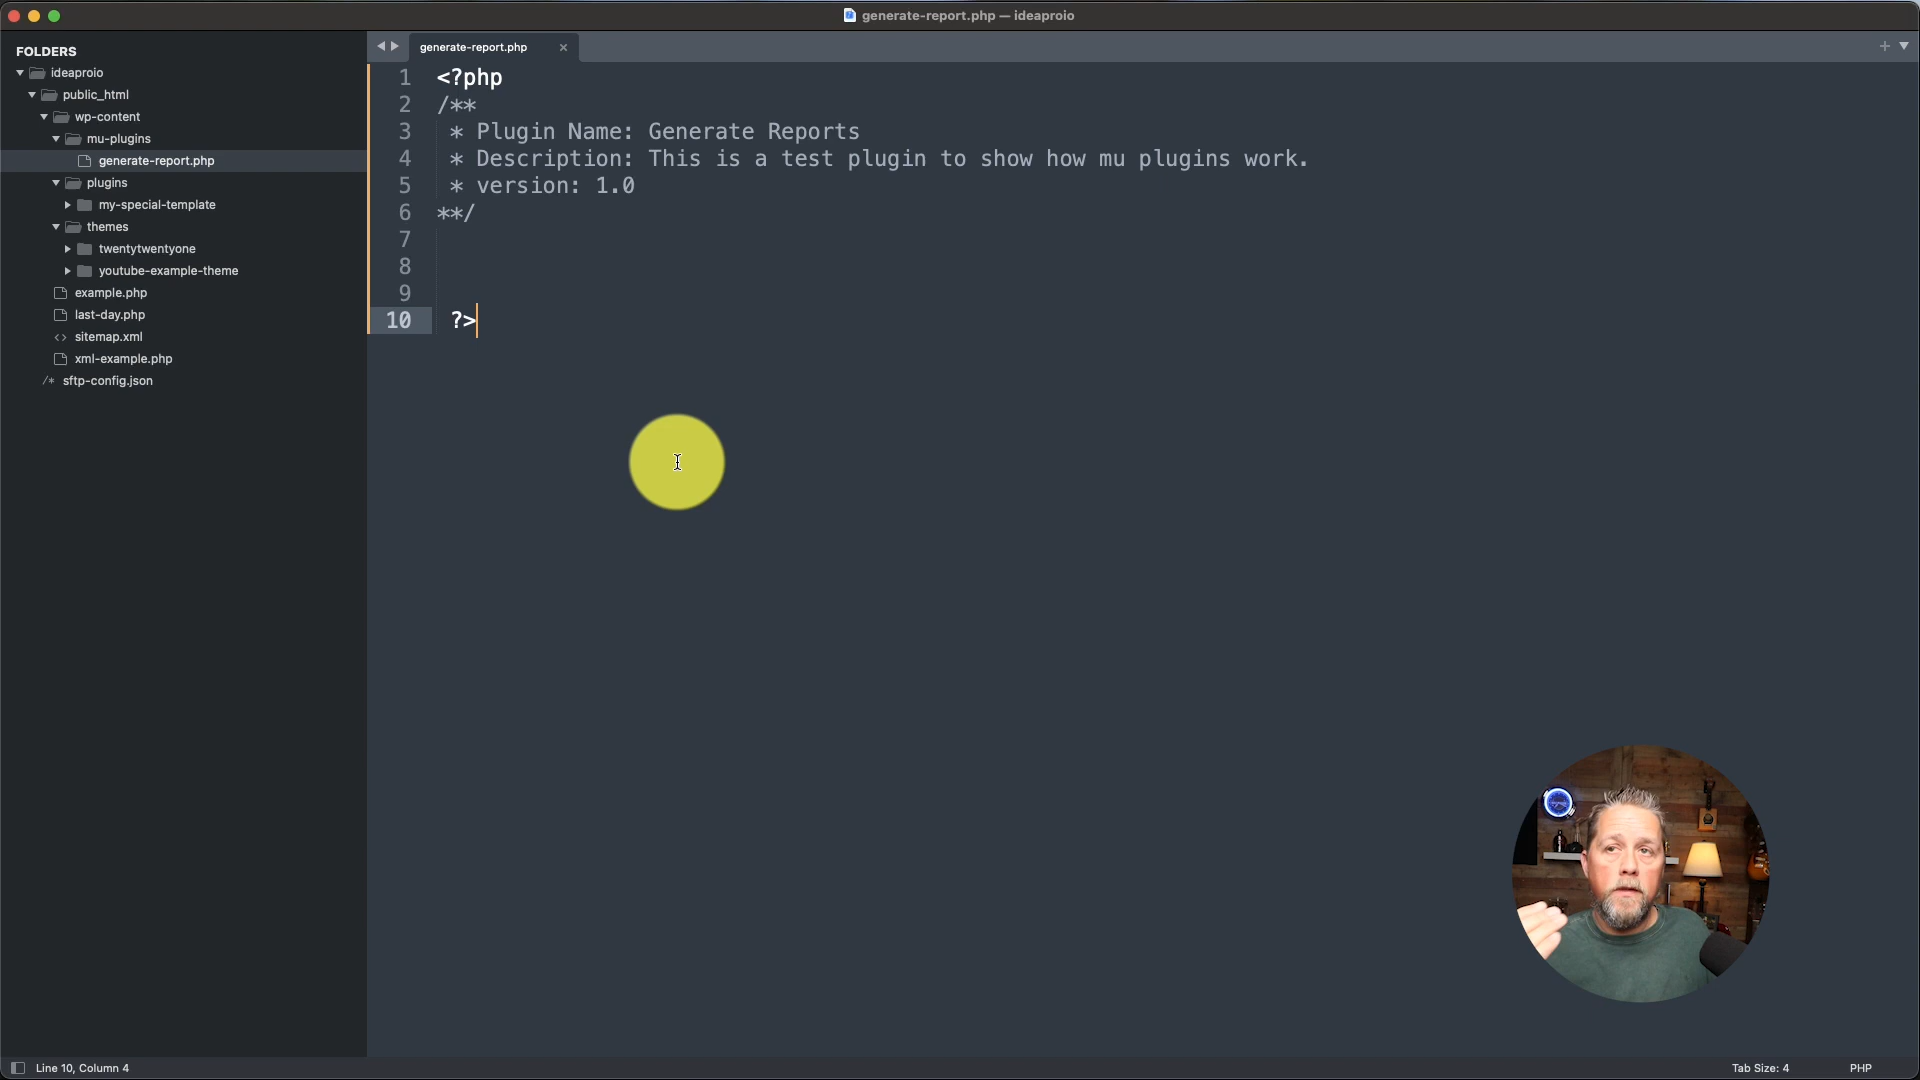 generate-report.php — ideaproio
FOLDERS
ideaproio
public_html
wp-content
mu-plugins
generate-report.php
plugins
my-special-template
themes
twentytwentyone
youtube-example-theme
example.php
last-day.php
<> sitemap.xml
xml-example.php
/* sftp-config.json
generate-report.php ×
1 <?php
2 /**
3 * Plugin Name: Generate Reports
4 * Description: This is a test plugin to show how mu plugins work.
5 * version: 1.0
6 **/
7
8
9
10 ?>
Line 10, Column 4
Tab Size: 4
PHP